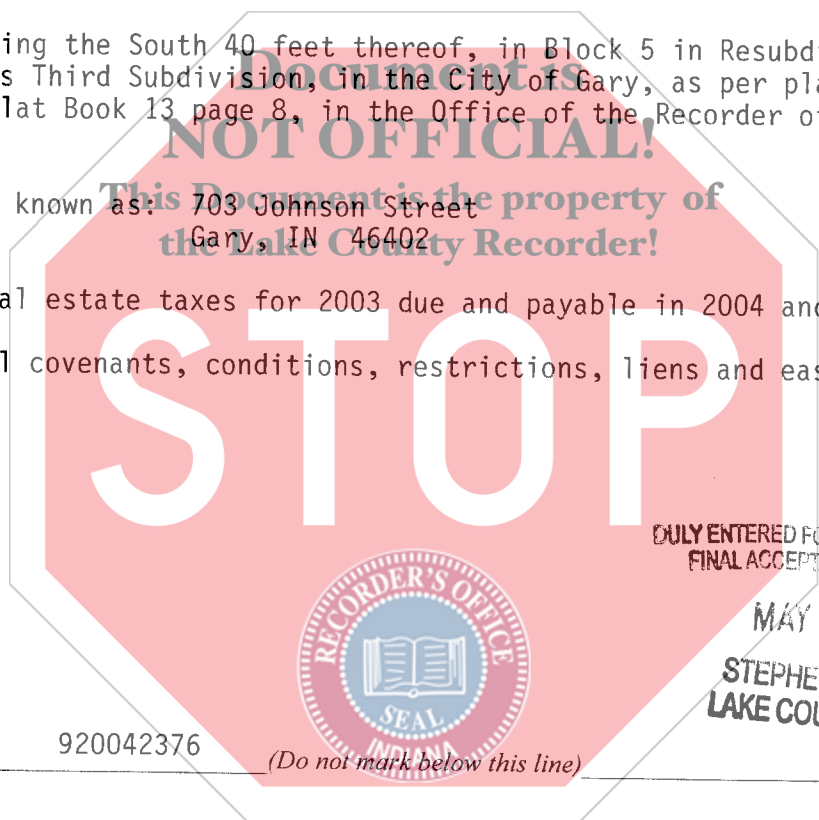 ing the South 40 feet thereof, in Block 5 in Resubd
Document is
s Third Subdivision, in the City of Gary, as per pla
lat Book 13 page 8, in the Office of the Recorder o
NOT OFFICIAL!
This Document is the property of
known as: 703 Johnson Street
the Lake County Recorder!
Gary, IN 46402
al estate taxes for 2003 due and payable in 2004 and
l covenants, conditions, restrictions, liens and eas
STOP
DULY ENTERED FO
FINAL ACCEPT
MAY
STEPHE
LAKE COU
RECORDER'S OFFICE
SEAL
INDIANA
920042376
(Do not mark below this line)